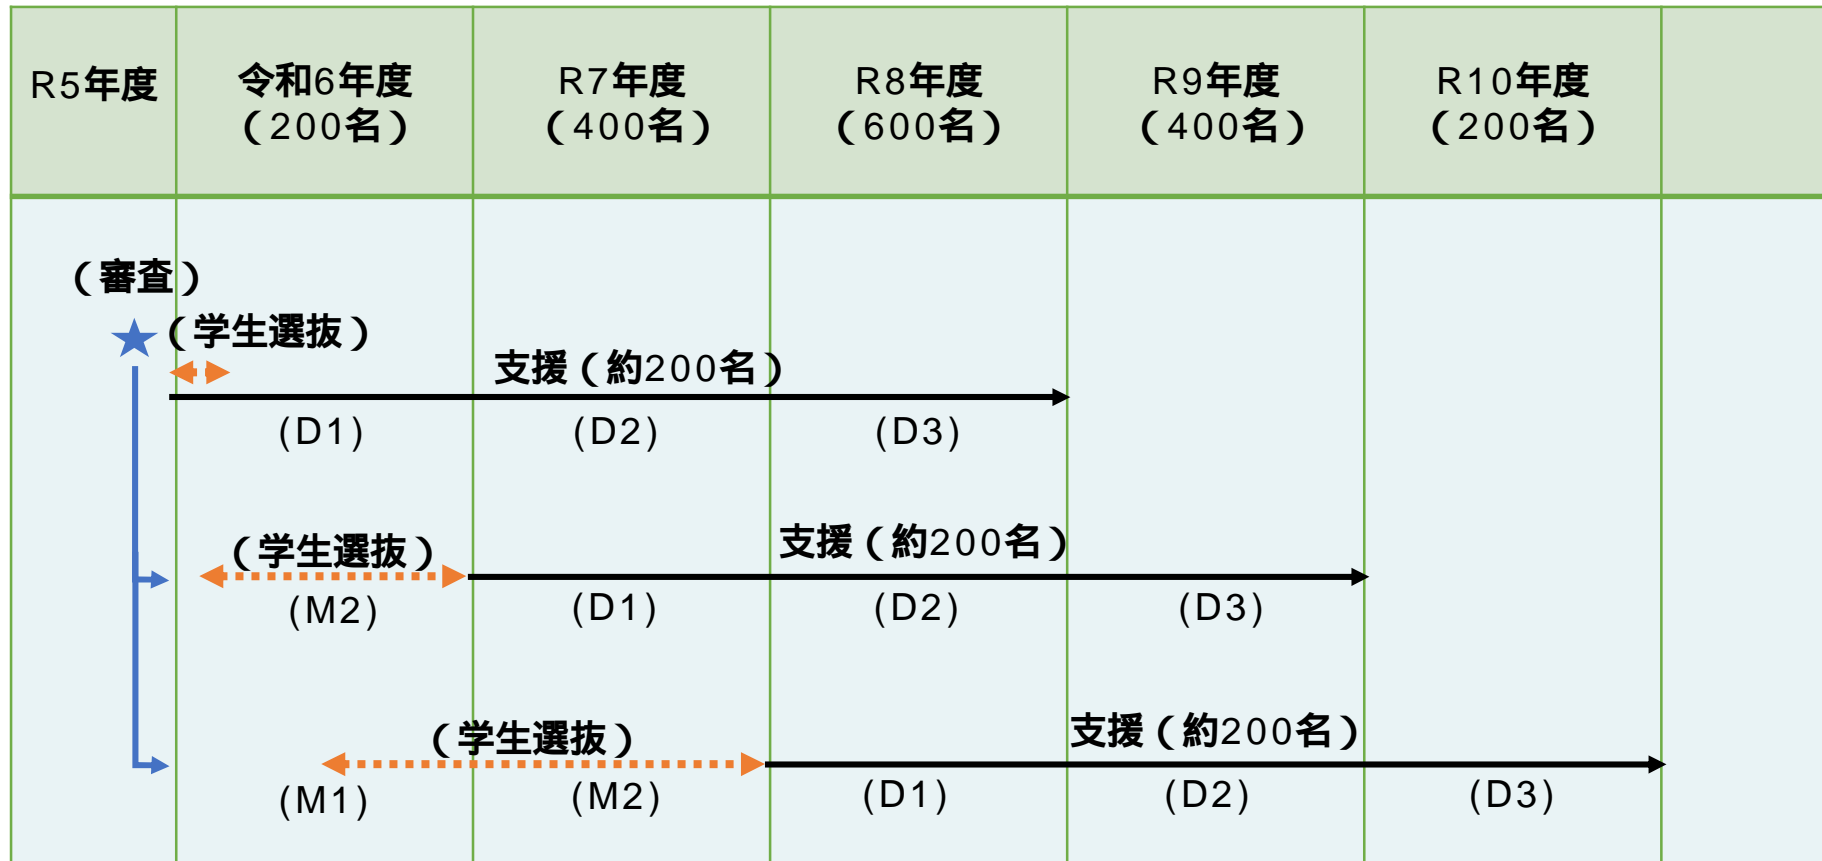 R5年度
令和6年度
（200名）
R7年度
（400名）
R8年度
（600名）
R9年度
（400名）
R10年度
（200名）
（審査）
（学生選抜）
支援（約200名）
(D1)
(D2)
(D3)
（学生選抜）
支援（約200名）
(M2)
(D1)
(D2)
(D3)
（学生選抜）
支援（約200名）
(M1)
(M2)
(D1)
(D2)
(D3)